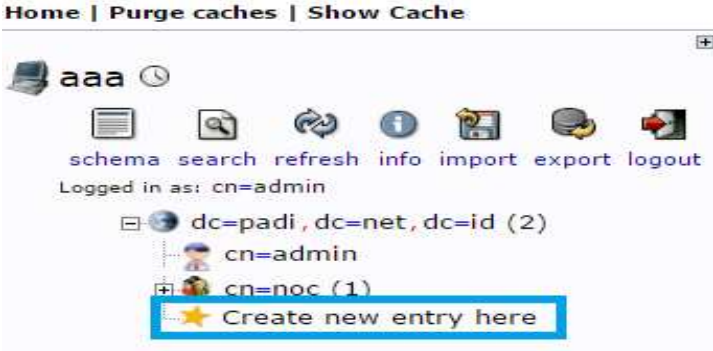 Home | Purge caches | Show Cache
aaa
schema search refresh info import export logout
Logged in as: cn=admin
dc=padi,dc=net,dc=id (2)
cn=admin
cn=noc (1)
Create new entry here